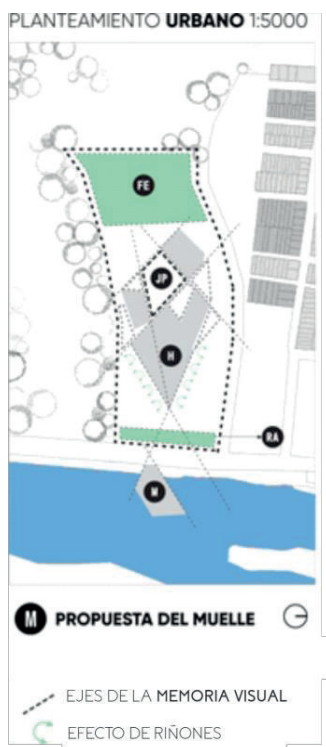 PLANTEAMIENTO URBANO 1:5000
FE
JP
H
RA
M
M PROPUESTA DEL MUELLE
EJES DE LA MEMORIA VISUAL
EFECTO DE RIÑONES